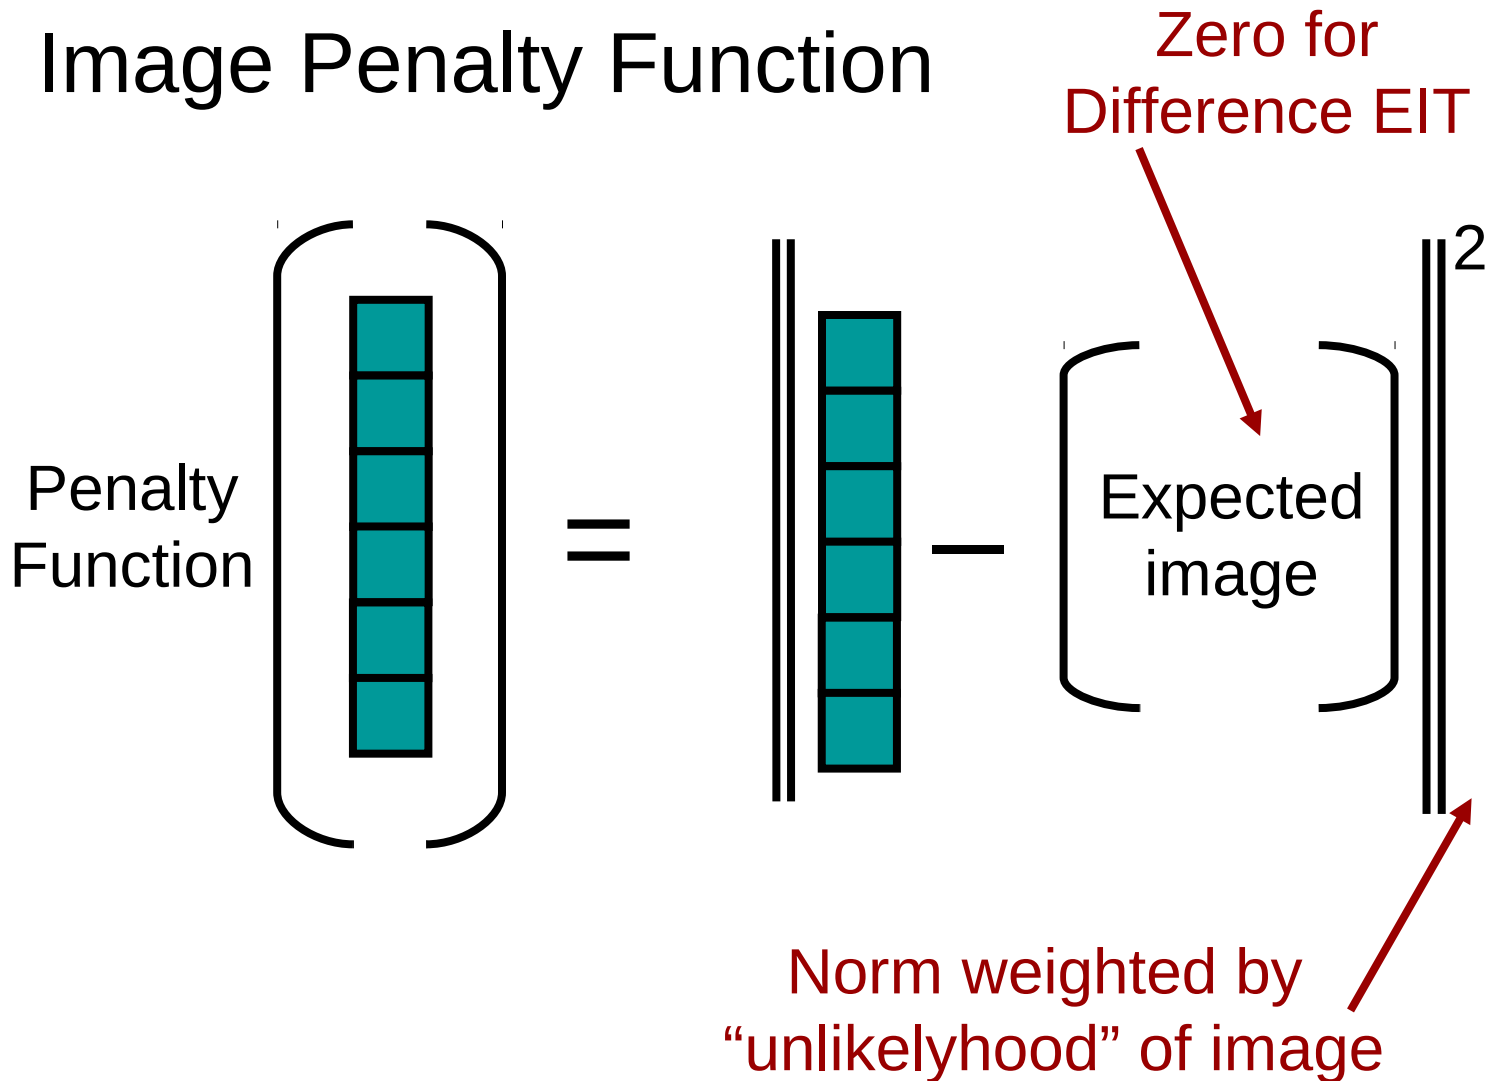 Image Penalty Function
Zero for
Difference EIT
2
Penalty
Function
=
–
Expected
image
Norm weighted by
“unlikelyhood” of image